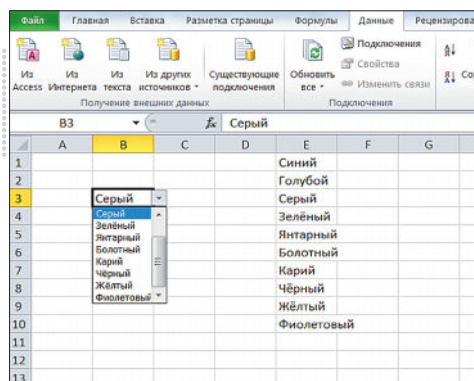 Файл Главная Вставка Разметка страницы Формулы Данные Рецензирова
Из Access
Из Интернета
Из текста
Из других источников
Существующие подключения
Обновить все
Подключения
Свойства
Изменить связи
Получение внешних данных
Подключения
B3 fx Серый
A B C D E F G
1 Синий
2 Голубой
3 Серый Серый
4 Серый Зелёный
Зелёный
5 Янтарный Янтарный
6 Болотный Болотный
7 Карий Карий
8 Чёрный Чёрный
9 Жёлтый Жёлтый
10 Фиолетовый Фиолетовый
11
12
13